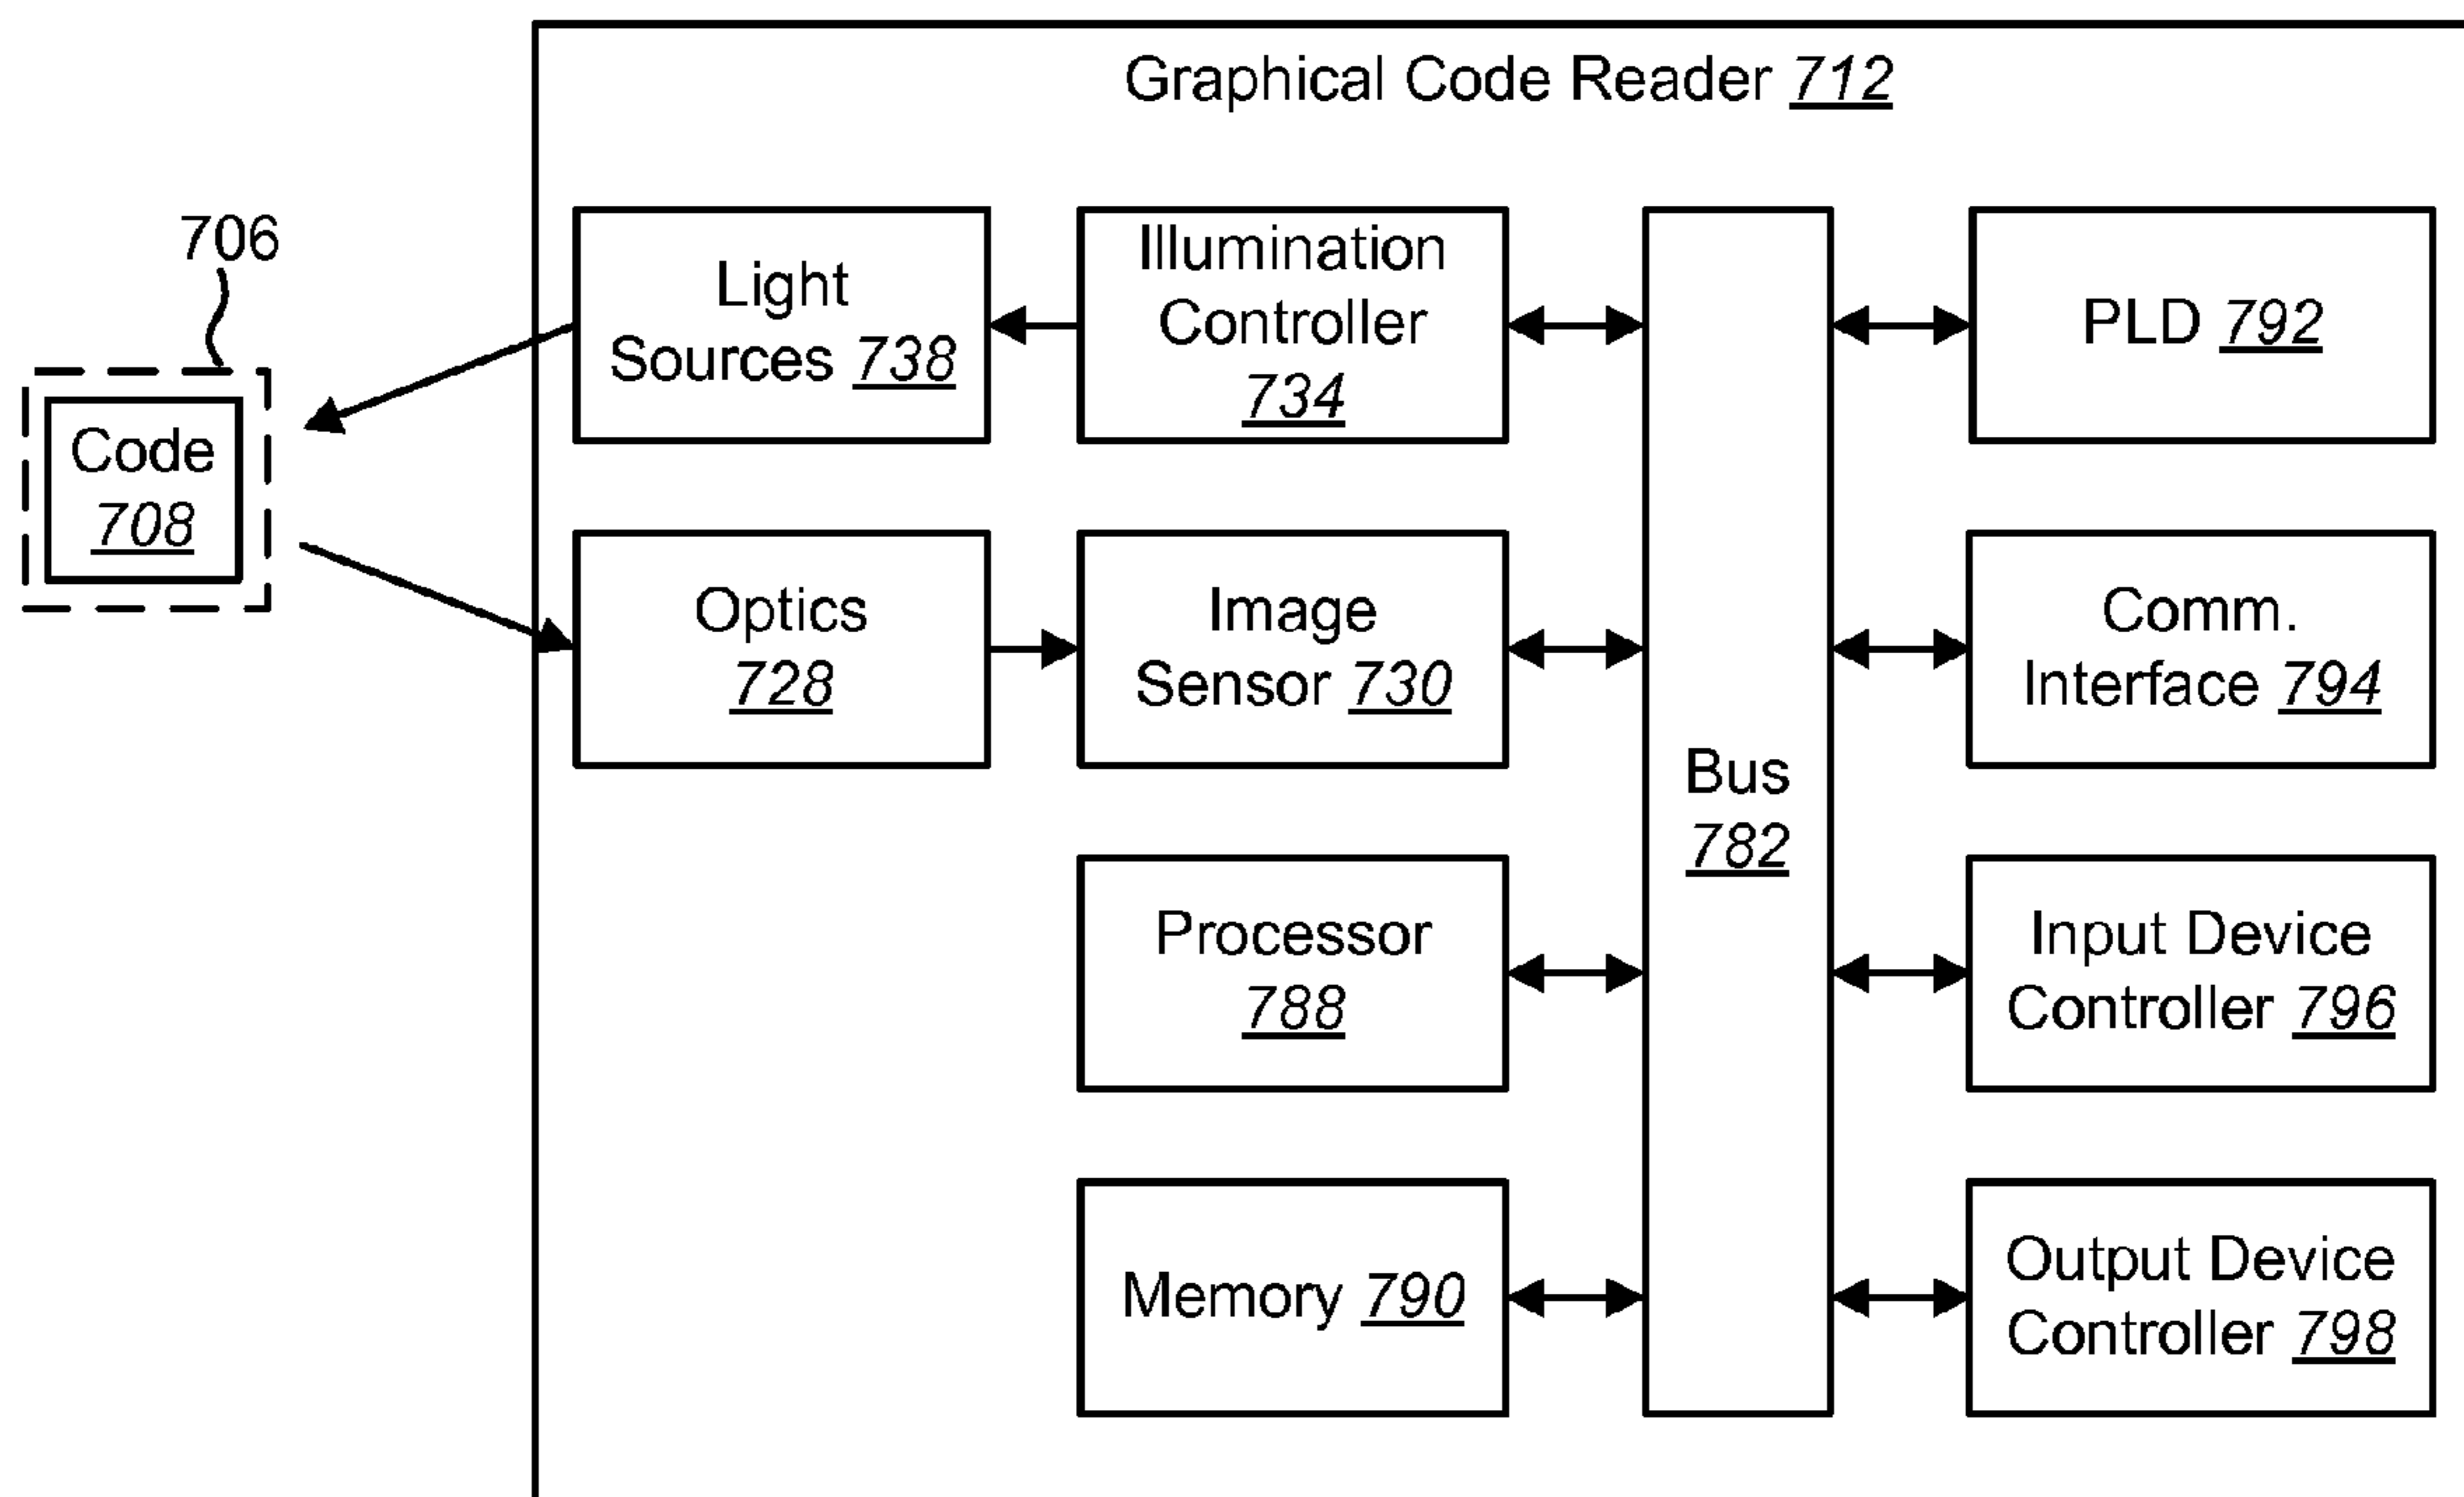 Graphical Code Reader 712
706
Code
708
Light
Sources 738
Illumination
Controller
734
PLD 792
Optics
728
Image
Sensor 730
Bus
782
Comm.
Interface 794
Processor
788
Input Device
Controller 796
Memory 790
Output Device
Controller 798